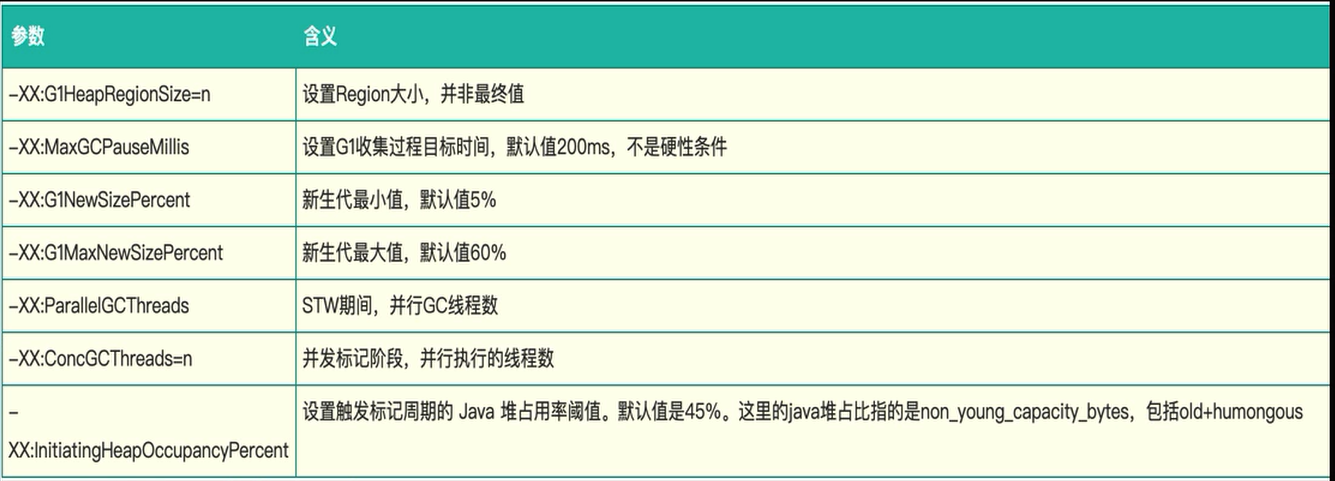 参数 含义
–XX:G1HeapRegionSize=n 设置Region大小，并非最终值
–XX:MaxGCPauseMillis 设置G1收集过程目标时间，默认值200ms，不是硬性条件
–XX:G1NewSizePercent 新生代最小值，默认值5%
–XX:G1MaxNewSizePercent 新生代最大值，默认值60%
–XX:ParallelGCThreads STW期间，并行GC线程数
–XX:ConcGCThreads=n 并发标记阶段，并行执行的线程数
–
XX:InitiatingHeapOccupancyPercent
设置触发标记周期的 Java 堆占用率阈值。默认值是45%。这里的java堆占比指的是non_young_capacity_bytes，包括old+humongous